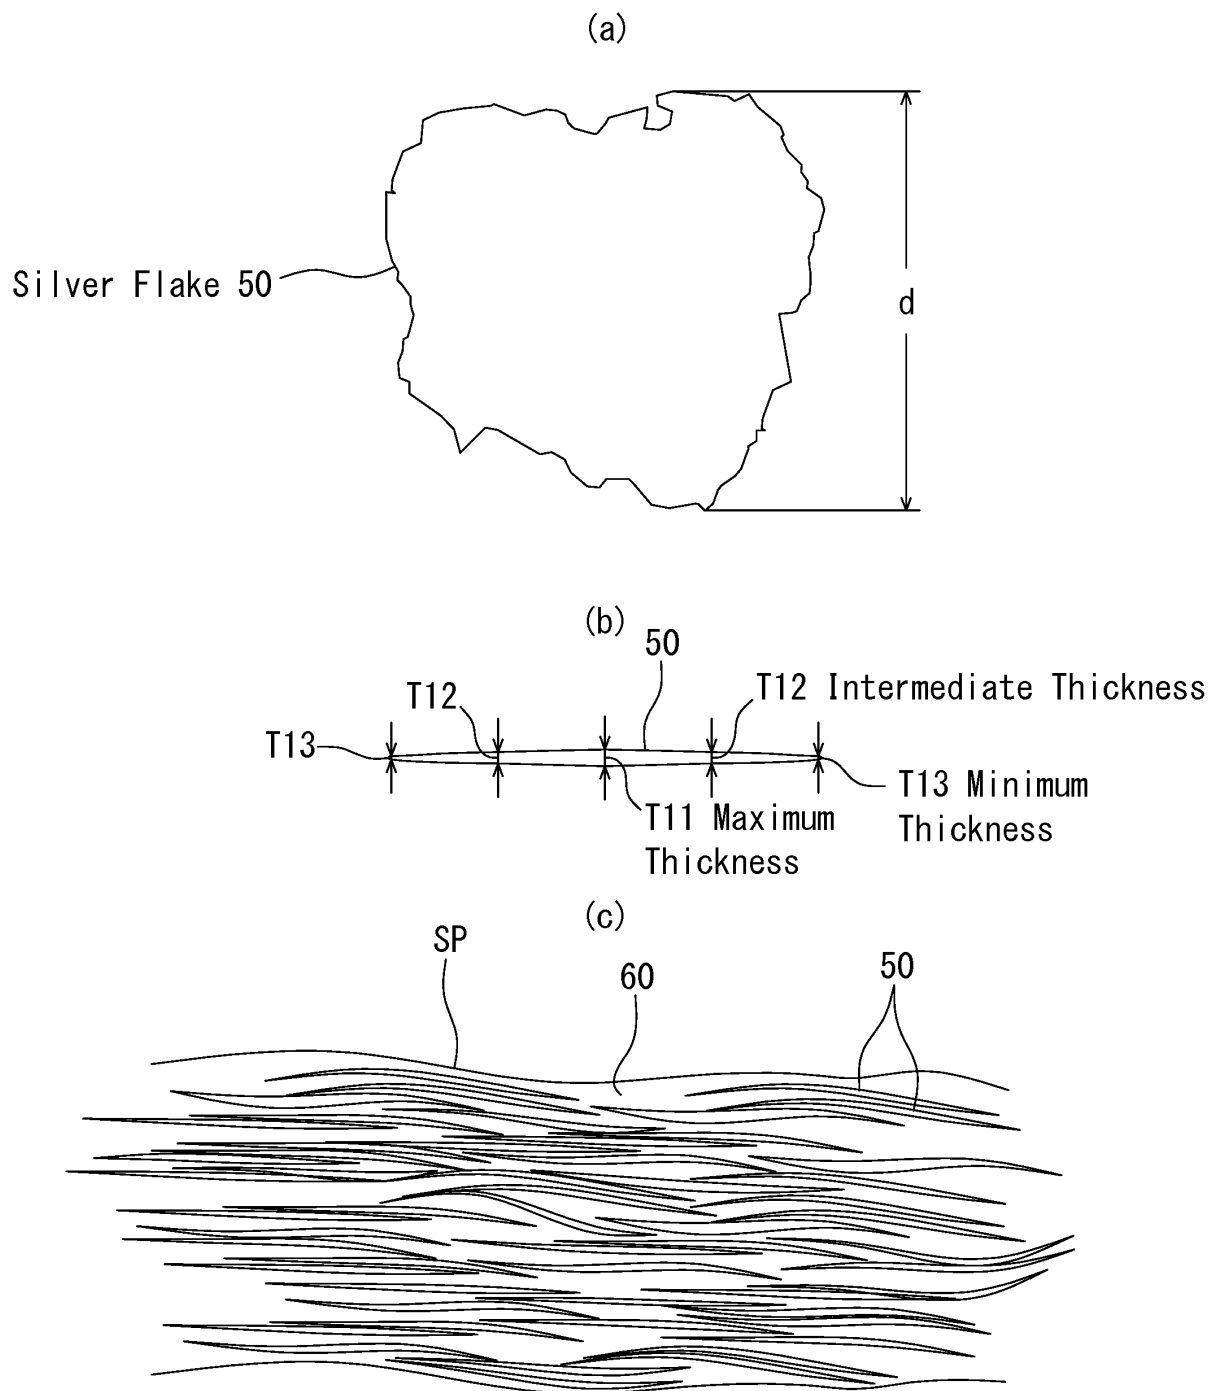 (a)
Silver Flake 50
d
(b)
50
T12
T12 Intermediate Thickness
T13
T13 Minimum
Thickness
T11 Maximum
Thickness
(c)
SP
60
50